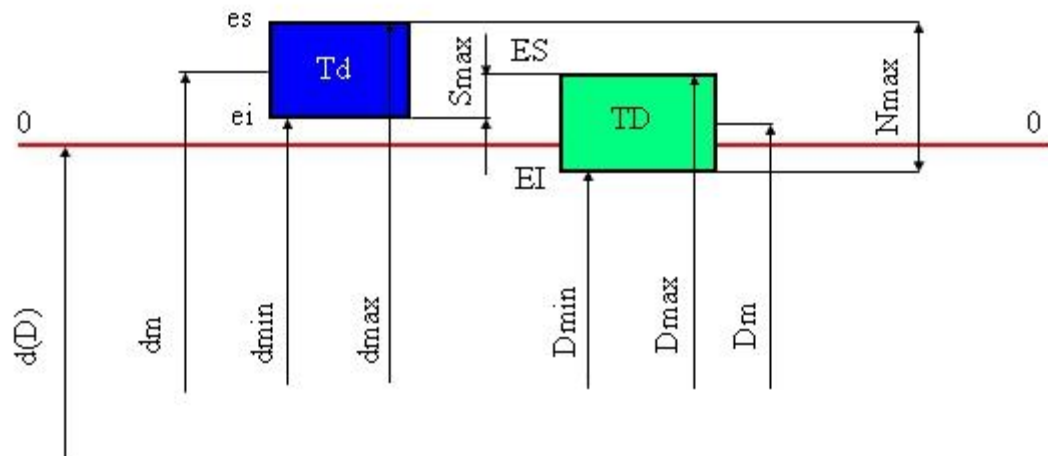 es
Td
ei
0
Smax
ES
TD
EI
Nmax
0
d(D)
dm
dmin
dmax
Dmin
Dmax
Dm